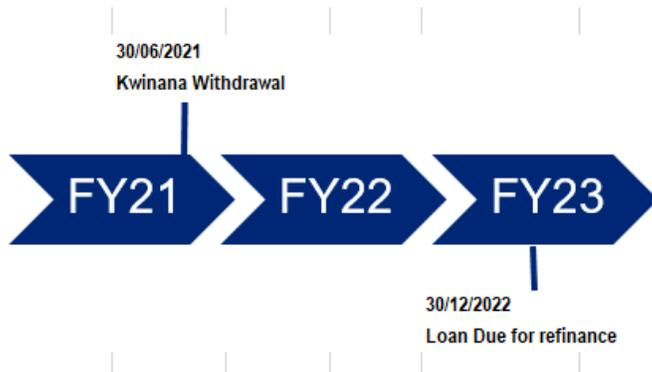 30/06/2021
Kwinana Withdrawal
FY21
FY22
FY23
30/12/2022
Loan Due for refinance